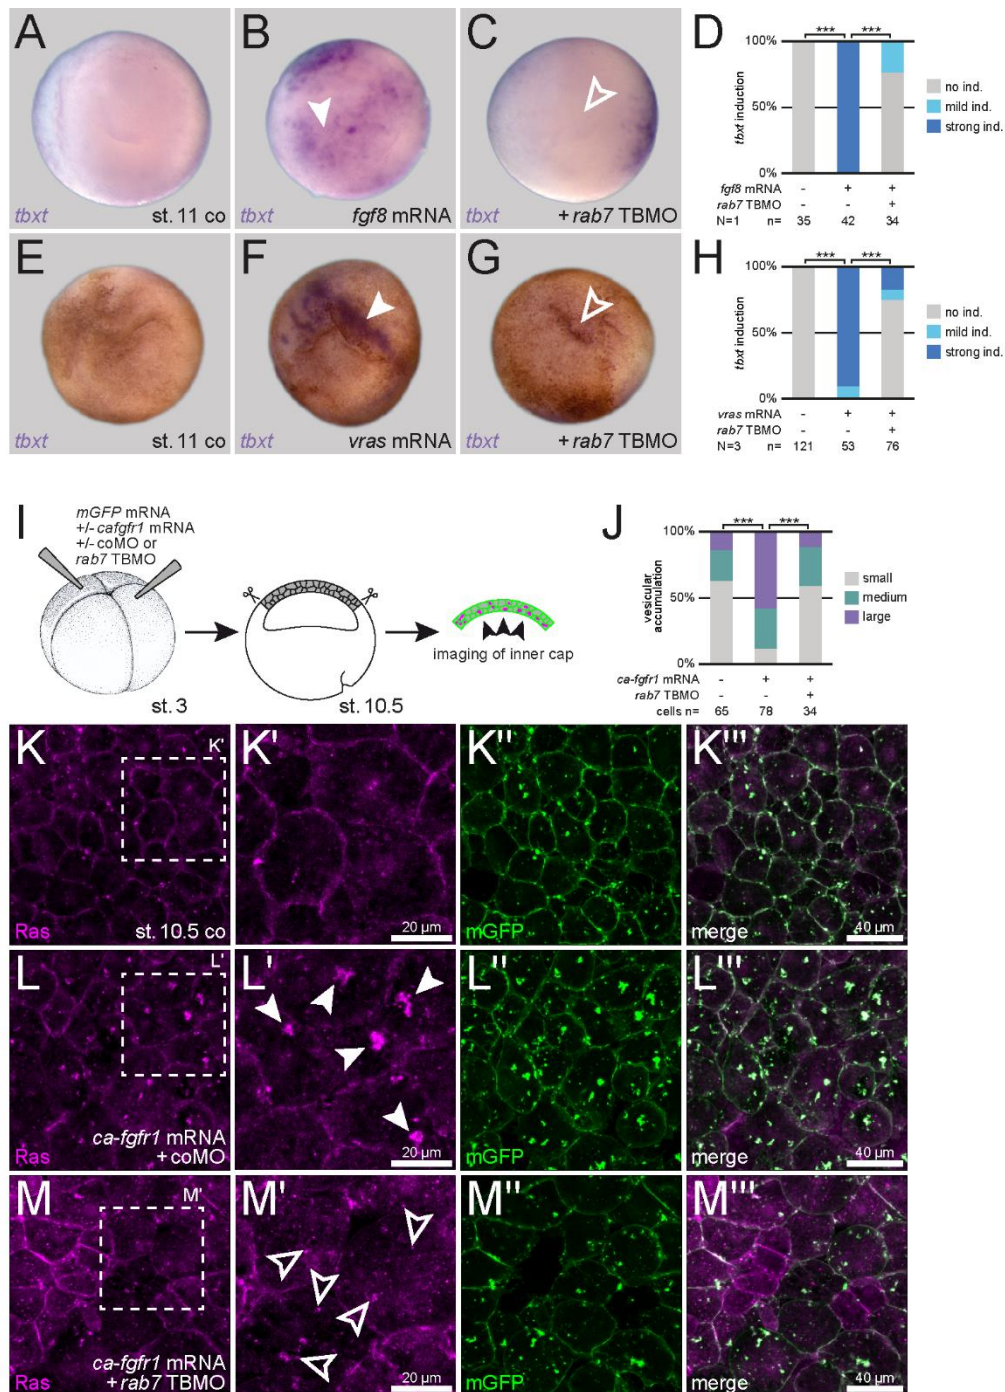 A
tbxt
st. 11 co
B
tbxt
fgf8 mRNA
C
tbxt
+ rab7 TBMO
D
*** ***
100%
50%
0%
tbxt induction
no ind.
mild ind.
strong ind.
fgf8 mRNA - + +
rab7 TBMO - - +
N=1 n= 35 42 34
E
tbxt
st. 11 co
F
tbxt
vras mRNA
G
tbxt
+ rab7 TBMO
H
*** ***
100%
50%
0%
tbxt induction
no ind.
mild ind.
strong ind.
vras mRNA - + +
rab7 TBMO - - +
N=3 n= 121 53 76
I
mGFP mRNA
+/- cafgfr1 mRNA
+/- coMO or
rab7 TBMO
st. 3
st. 10.5
imaging of inner cap
J
*** ***
100%
50%
0%
vesicular
accumulation
small
medium
large
ca-fgfr1 mRNA - + +
rab7 TBMO - - +
cells n= 65 78 34
K
K'
Ras
st. 10.5 co
K'
20 µm
K''
mGFP
K'''
merge
40 µm
L
L'
Ras
ca-fgfr1 mRNA
+ coMO
L'
20 µm
L''
mGFP
L'''
merge
40 µm
M
M'
Ras
ca-fgfr1 mRNA
+ rab7 TBMO
M'
20 µm
M''
mGFP
M'''
merge
40 µm